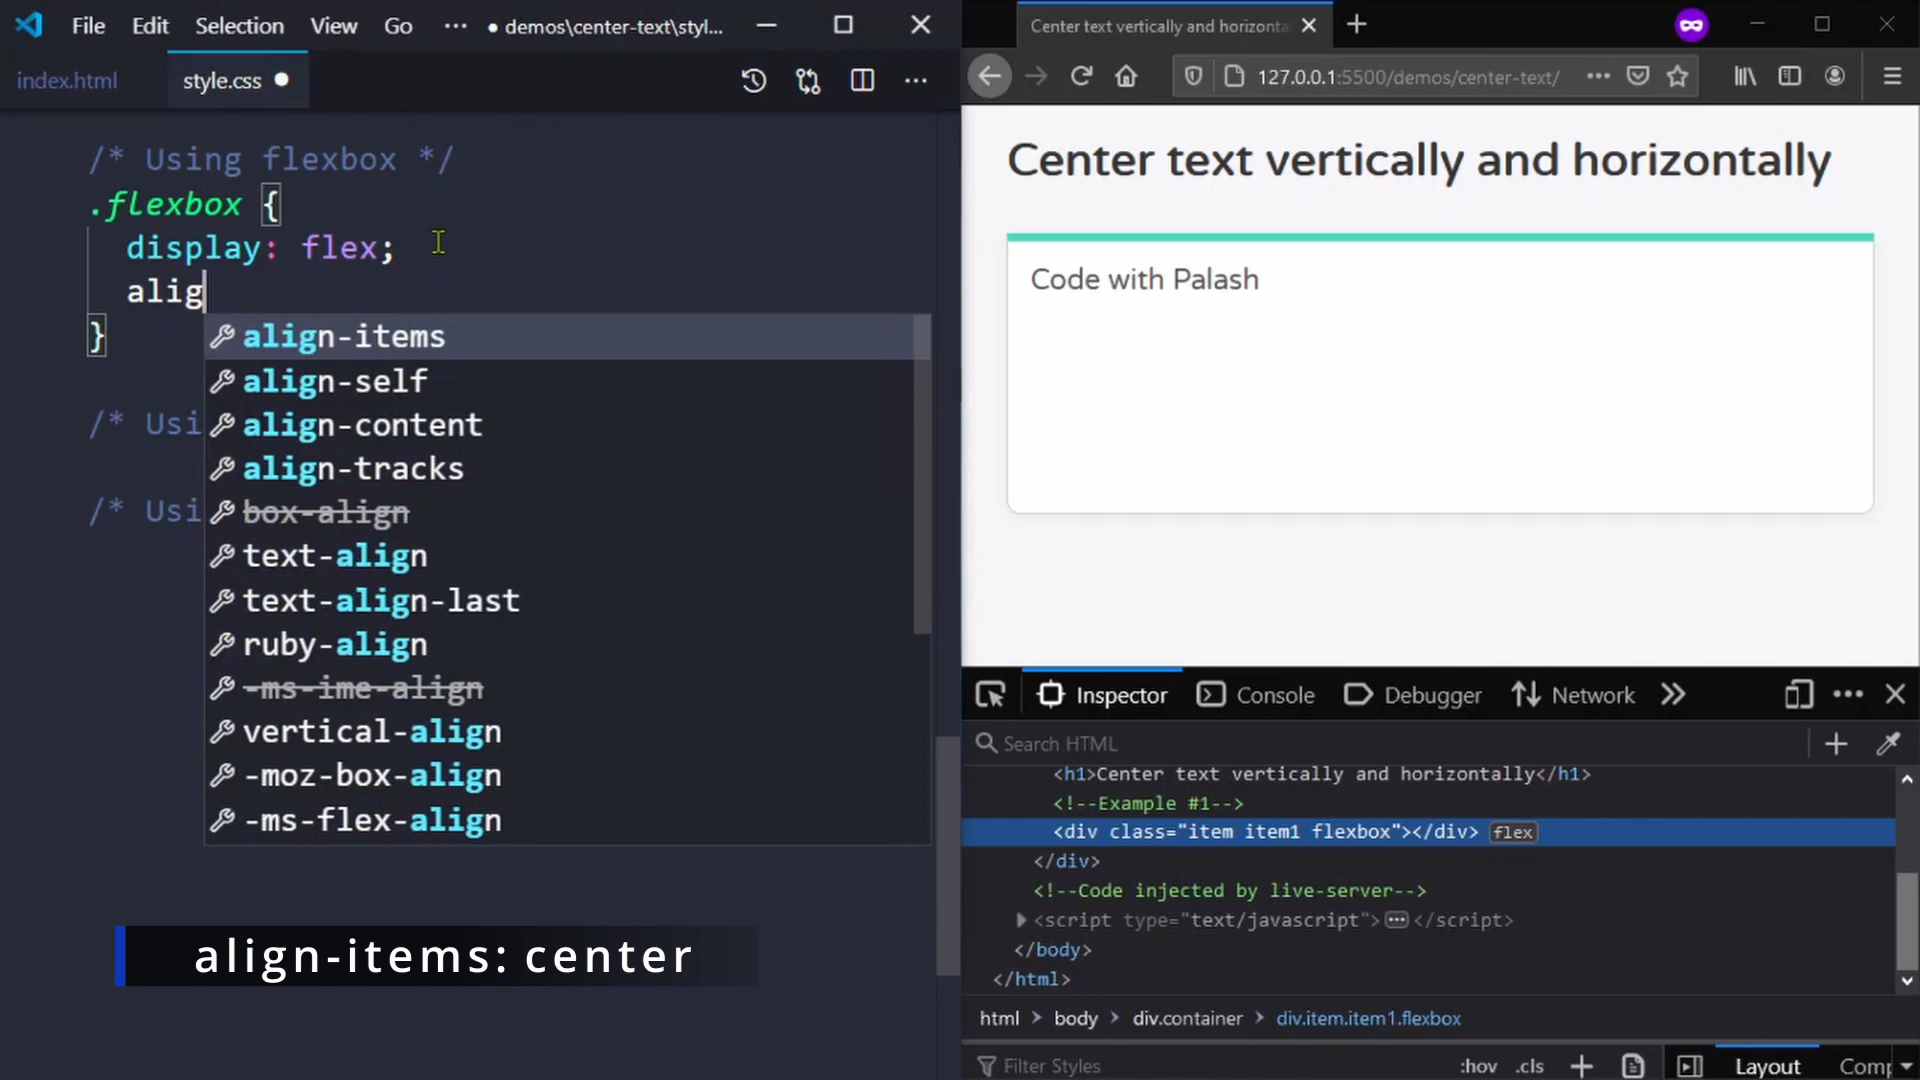 File Edit Selection View Go ··· ● demos\center-text\styl...
index.html style.css ●
/* Using flexbox */
.flexbox {
display: flex;
alig
}
align-items
align-self
align-content
align-tracks
box-align
text-align
text-align-last
ruby-align
-ms-ime-align
vertical-align
-moz-box-align
-ms-flex-align
/* Usi
/* Usi
align-items: center
Center text vertically and horizonta
127.0.0.1:5500/demos/center-text/
Center text vertically and horizontally
Code with Palash
Inspector Console Debugger Network
Search HTML
<h1>Center text vertically and horizontally</h1>
<!--Example #1-->
<div class="item item1 flexbox"></div> flex
</div>
<!--Code injected by live-server-->
<script type="text/javascript">···</script>
</body>
</html>
html > body > div.container > div.item.item1.flexbox
Filter Styles :hov .cls + Layout Comp